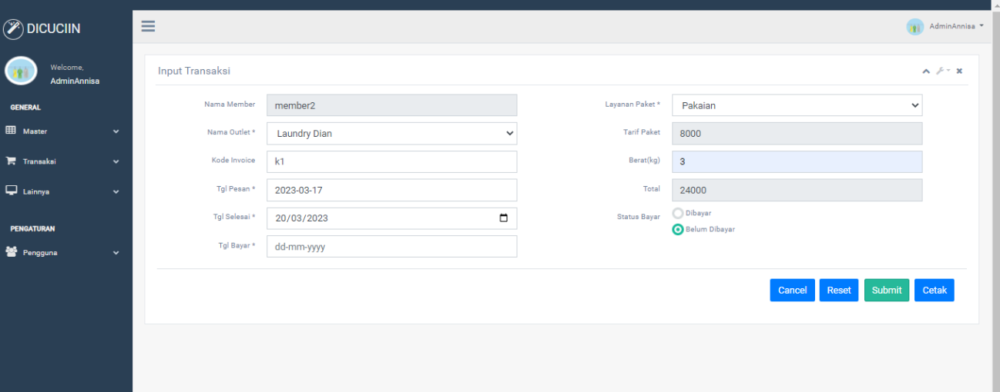 DICUCIIN
Welcome,
AdminAnnisa
GENERAL
Master
Transaksi
Lainnya
PENGATURAN
Pengguna
AdminAnnisa
Input Transaksi
Nama Member
member2
Nama Outlet *
Laundry Dian
Kode Invoice
k1
Tgl Pesan *
2023-03-17
Tgl Selesai *
20/03/2023
Tgl Bayar *
dd-mm-yyyy
Layanan Paket *
Pakaian
Tarif Paket
8000
Berat(kg)
3
Total
24000
Status Bayar
Dibayar
Belum Dibayar
Cancel
Reset
Submit
Cetak